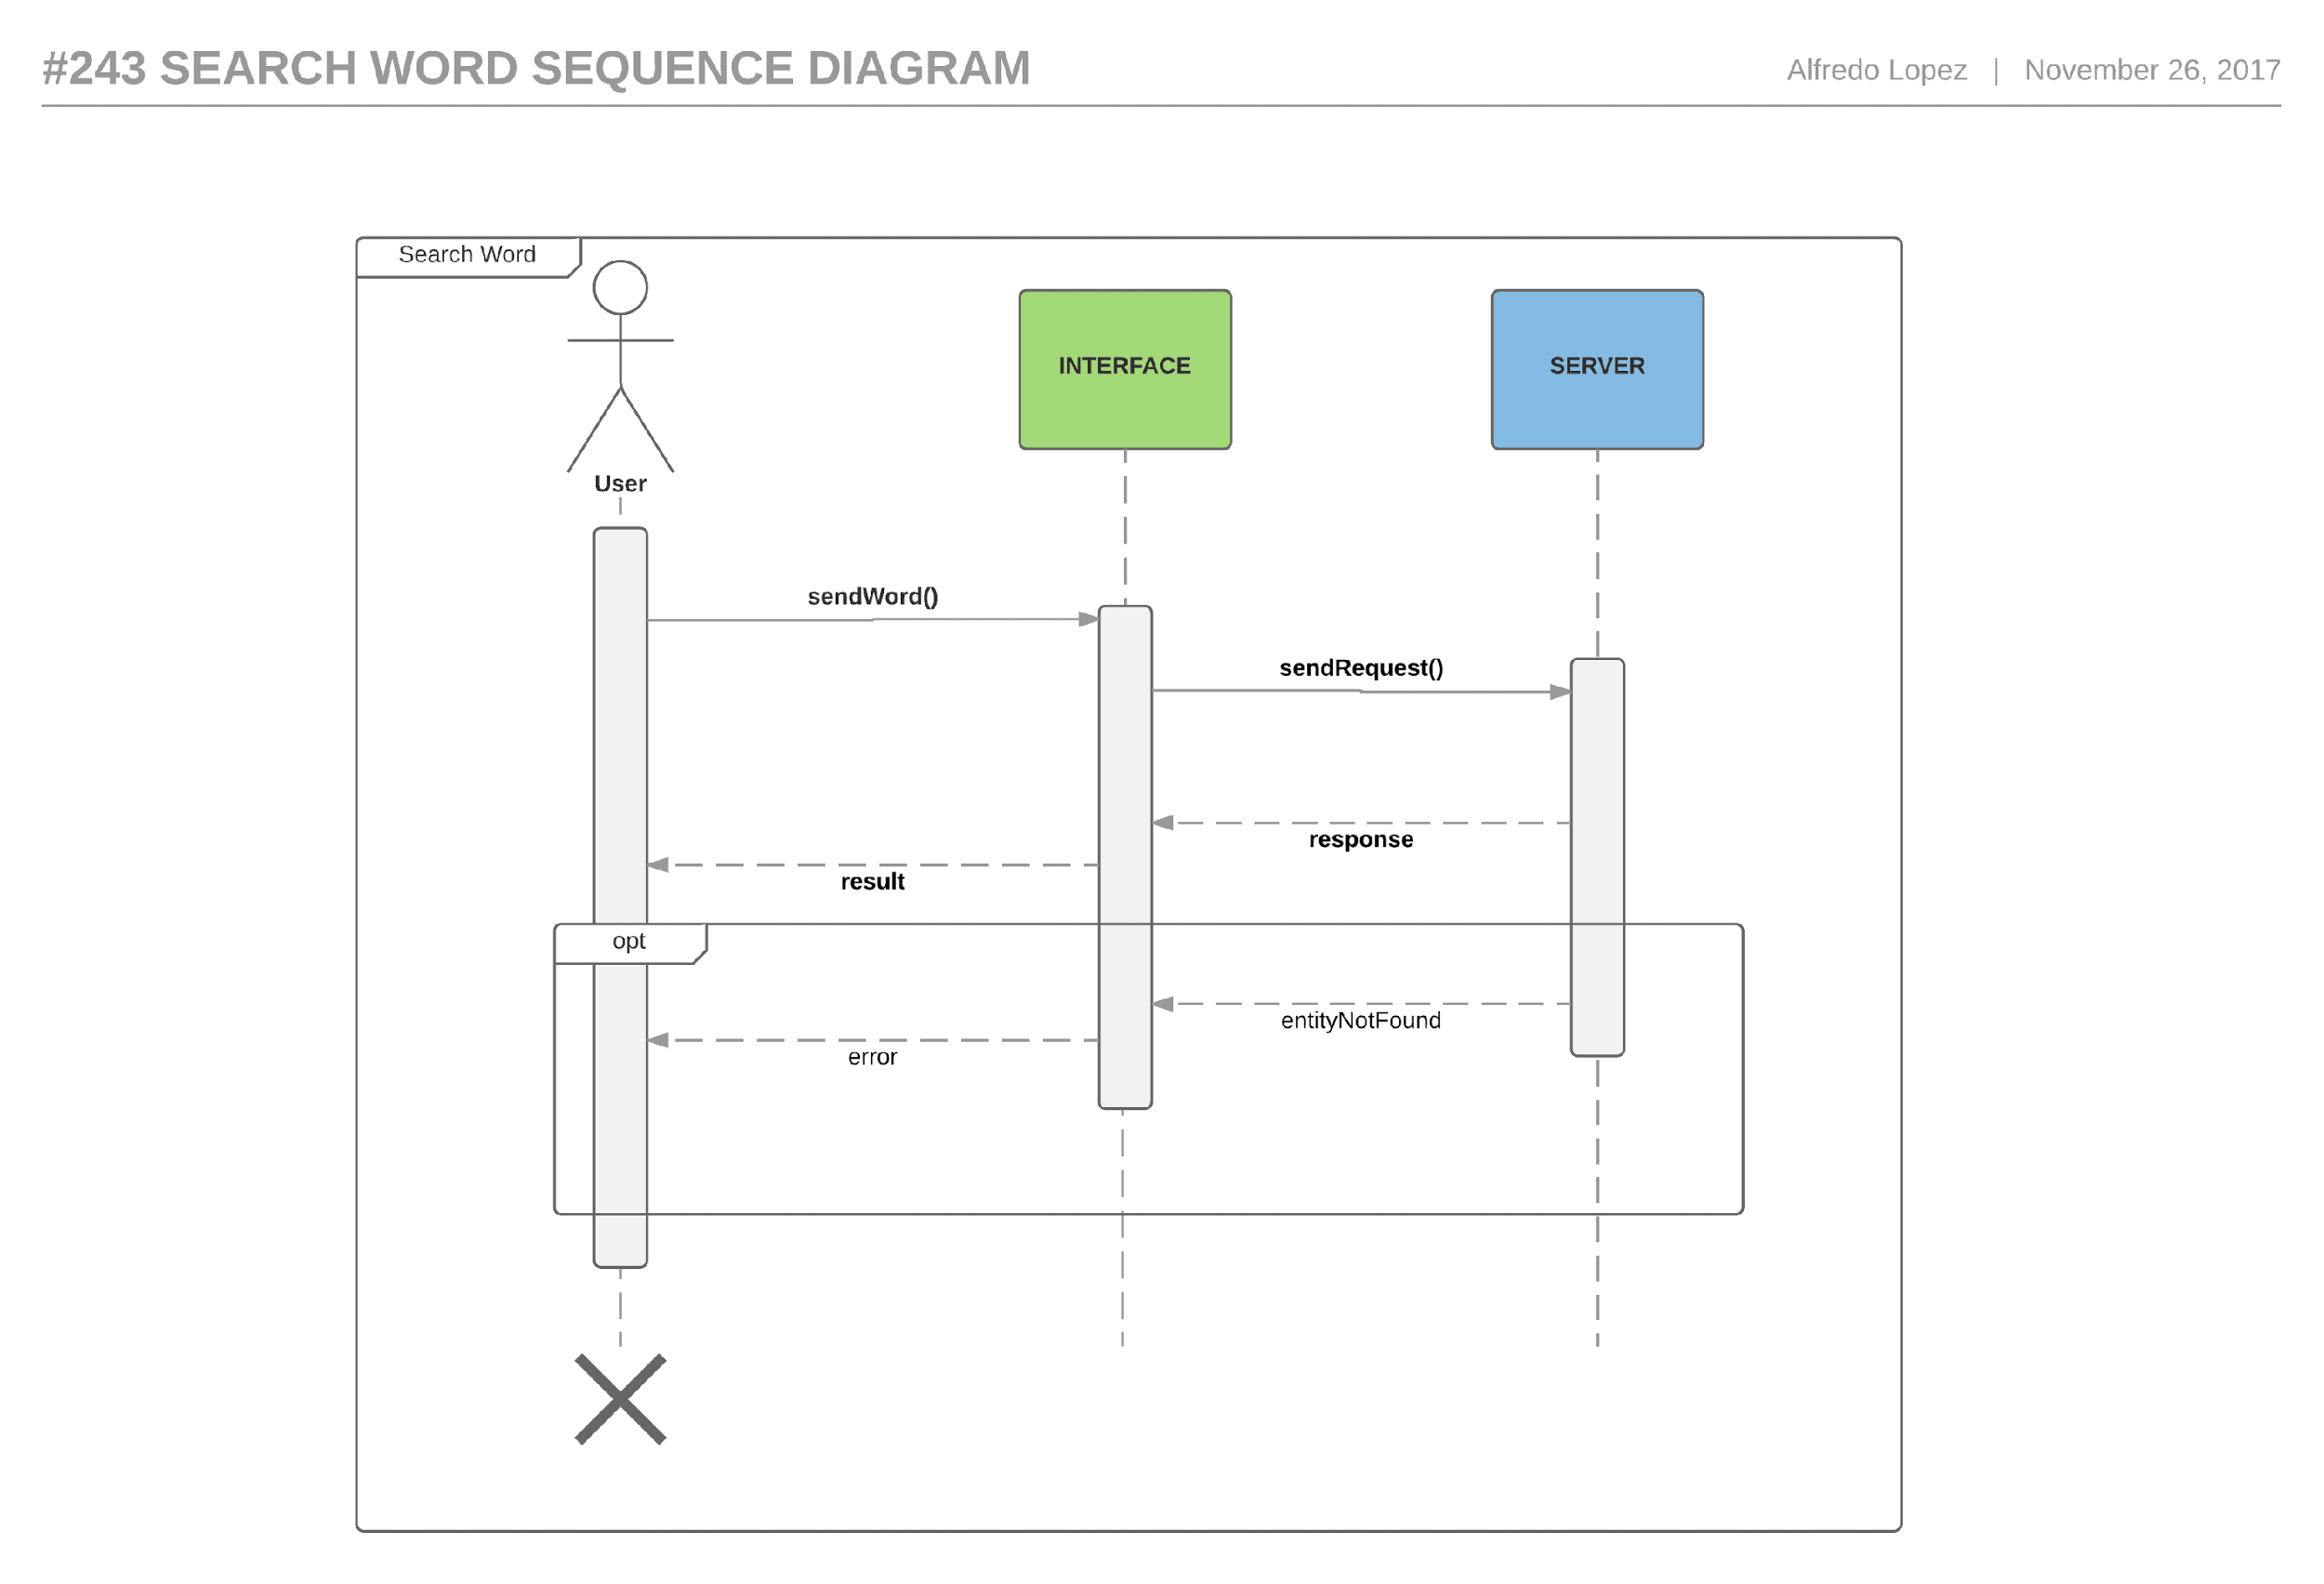 #243 SEARCH WORD SEQUENCE DIAGRAM
Alfredo Lopez | November 26, 2017
Search Word
INTERFACE
SERVER
User
sendWord()
sendRequest()
response
result
opt
entityNotFound
error